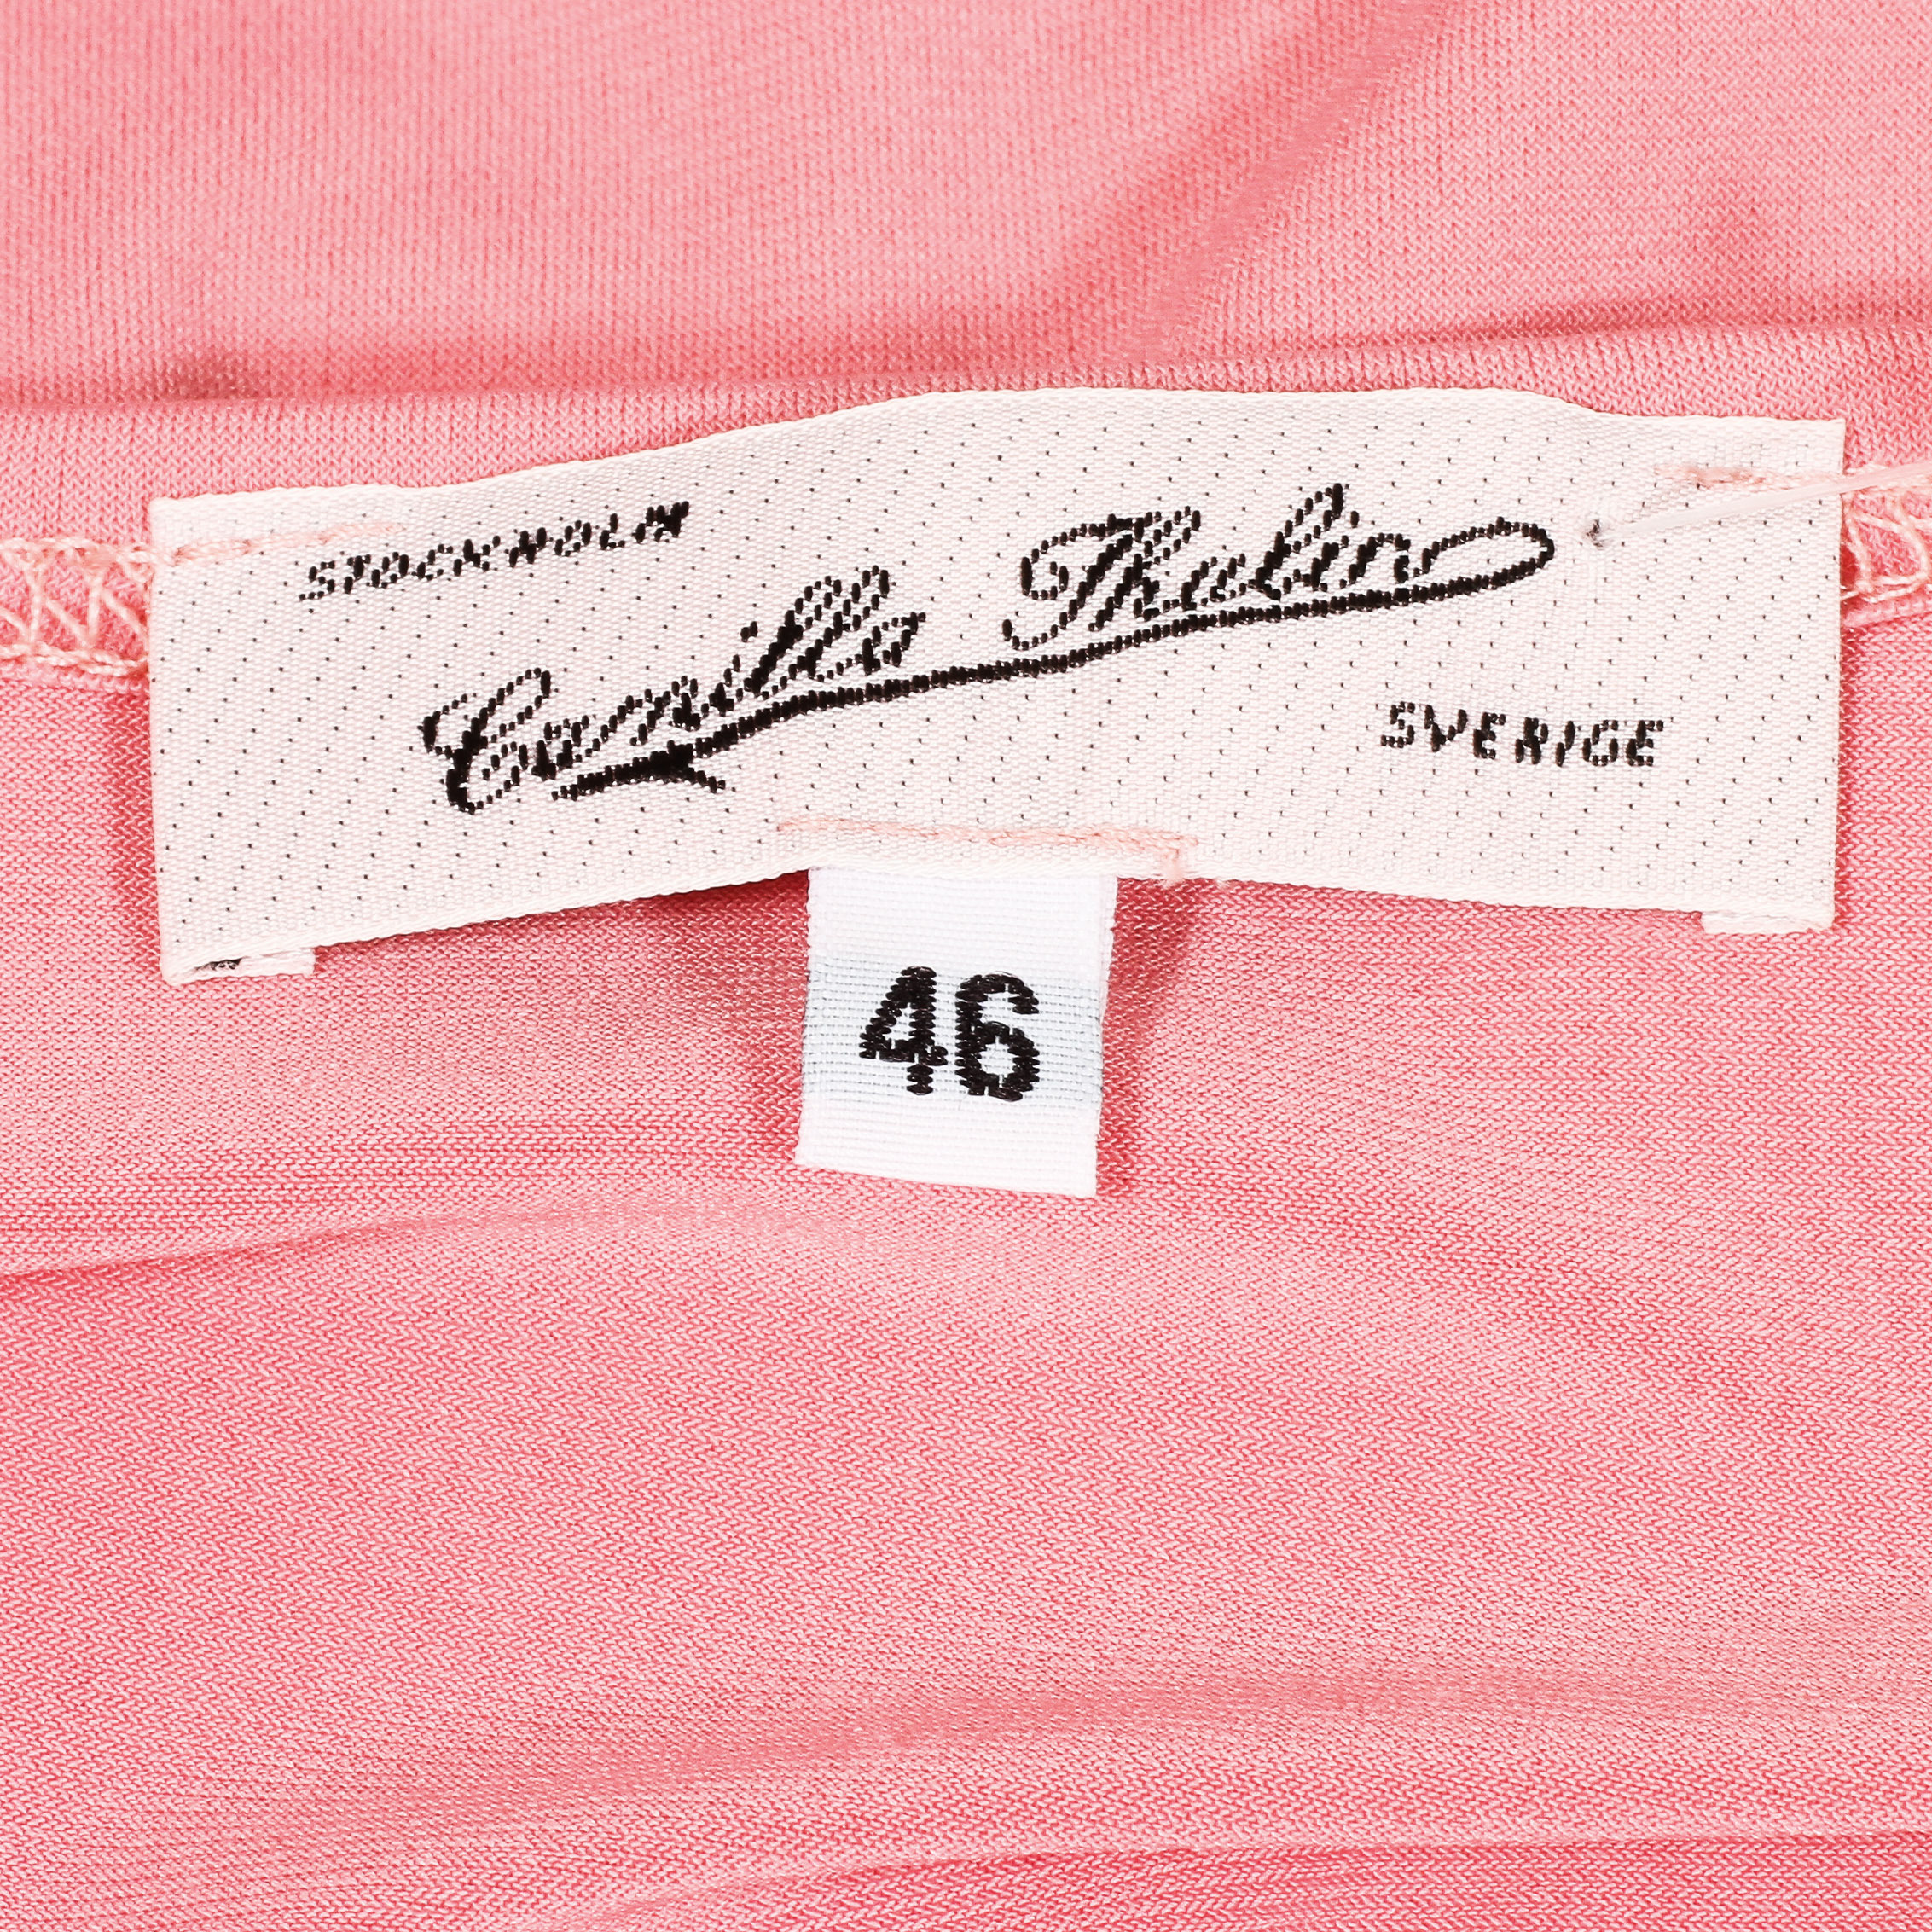 STOCKHOLM
Camilla Thulin
SVERIGE
46